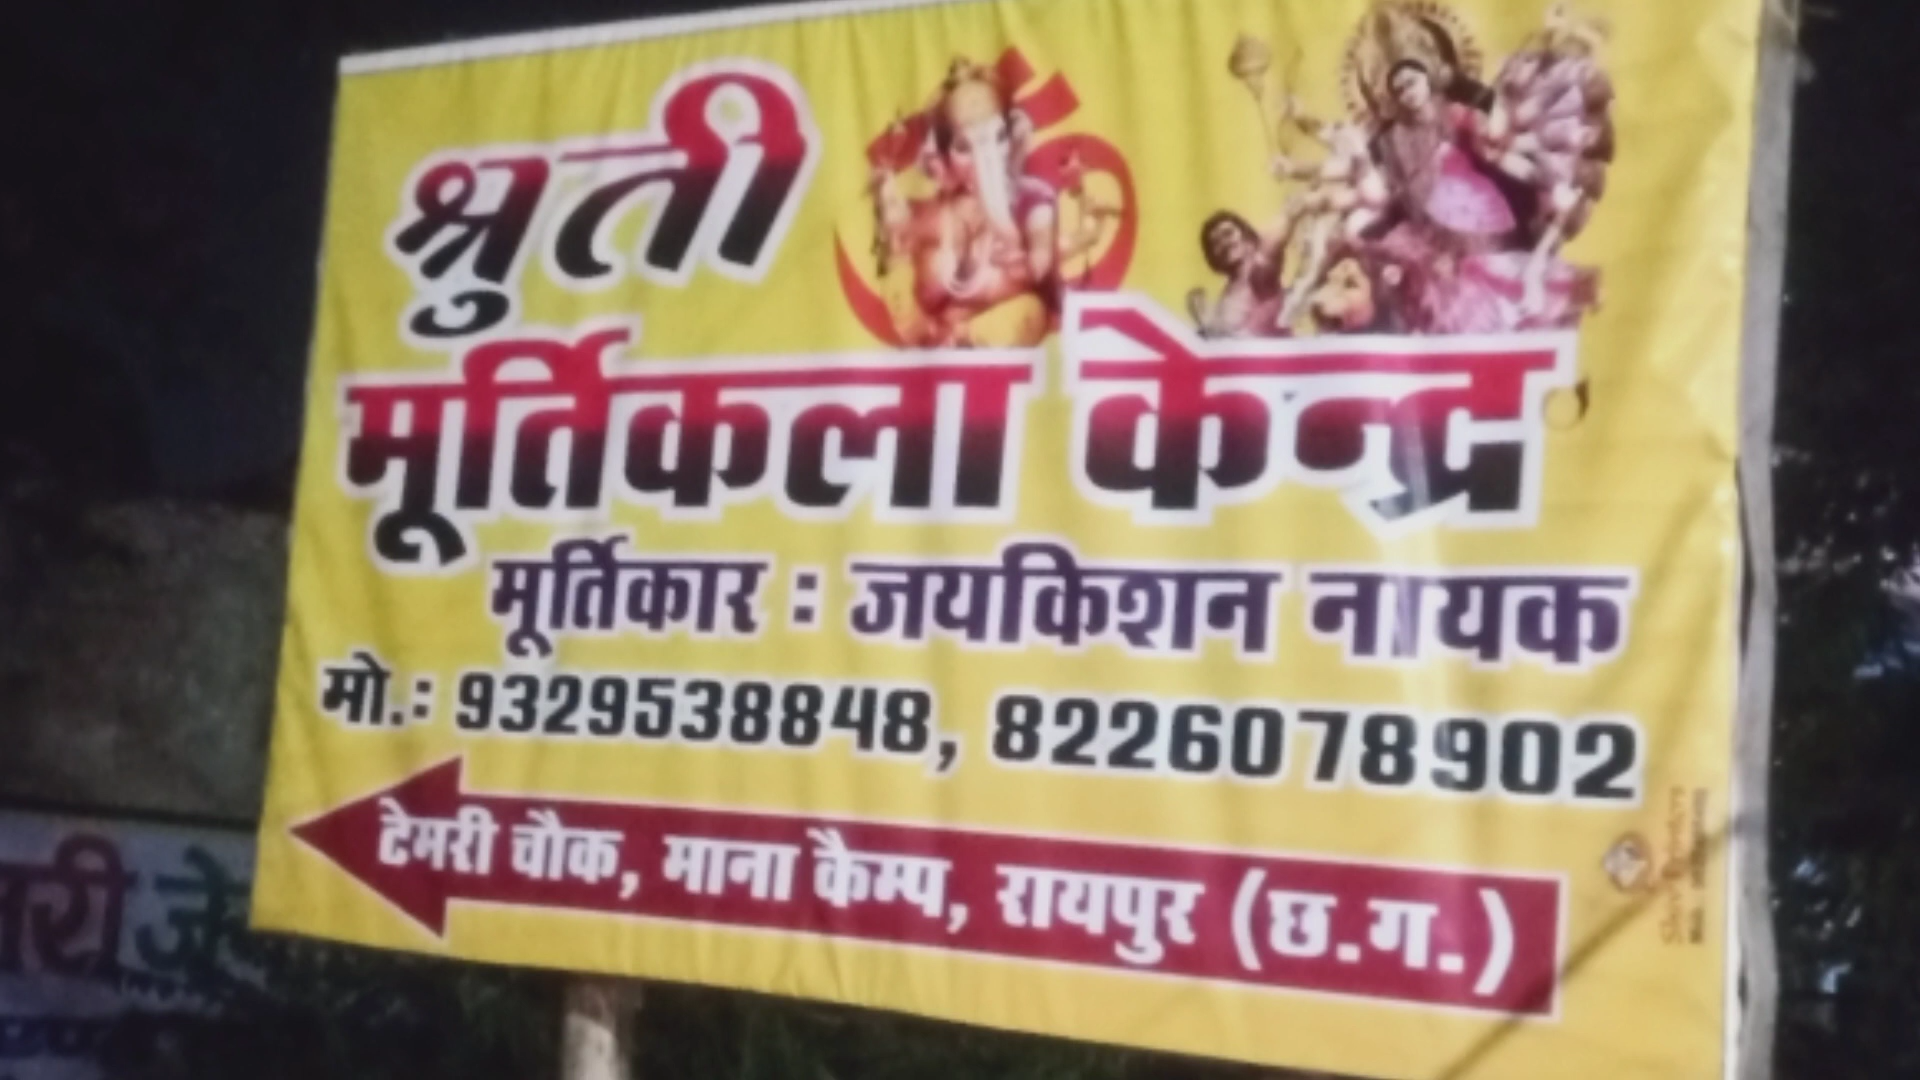 श्रुती
मूर्तिकला केन्द्र
मूर्तिकार : जयकिशन नायक
मो.: 9329538848, 8226078902
टेमरी चौक, माना कैम्प, रायपुर (छ.ग.)